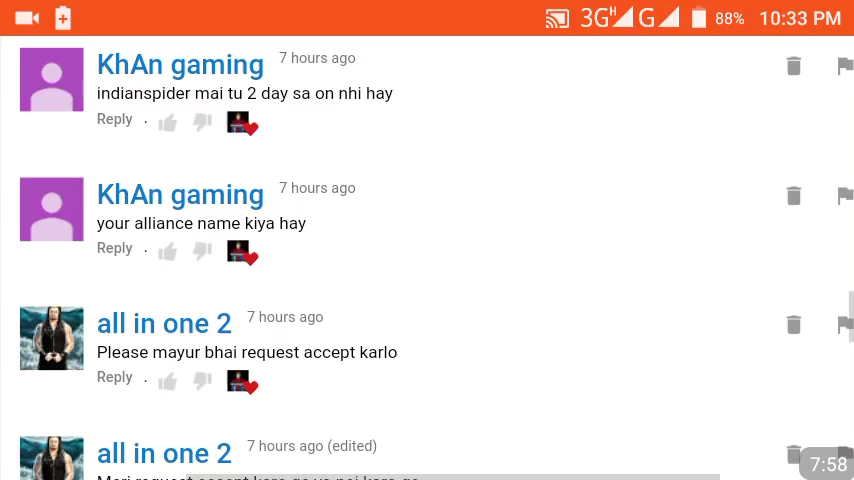 3G H G 88% 10:33 PM
KhAn gaming 7 hours ago
indianspider mai tu 2 day sa on nhi hay
Reply .
KhAn gaming 7 hours ago
your alliance name kiya hay
Reply .
all in one 2 7 hours ago
Please mayur bhai request accept karlo
Reply .
all in one 2 7 hours ago (edited)
7:58